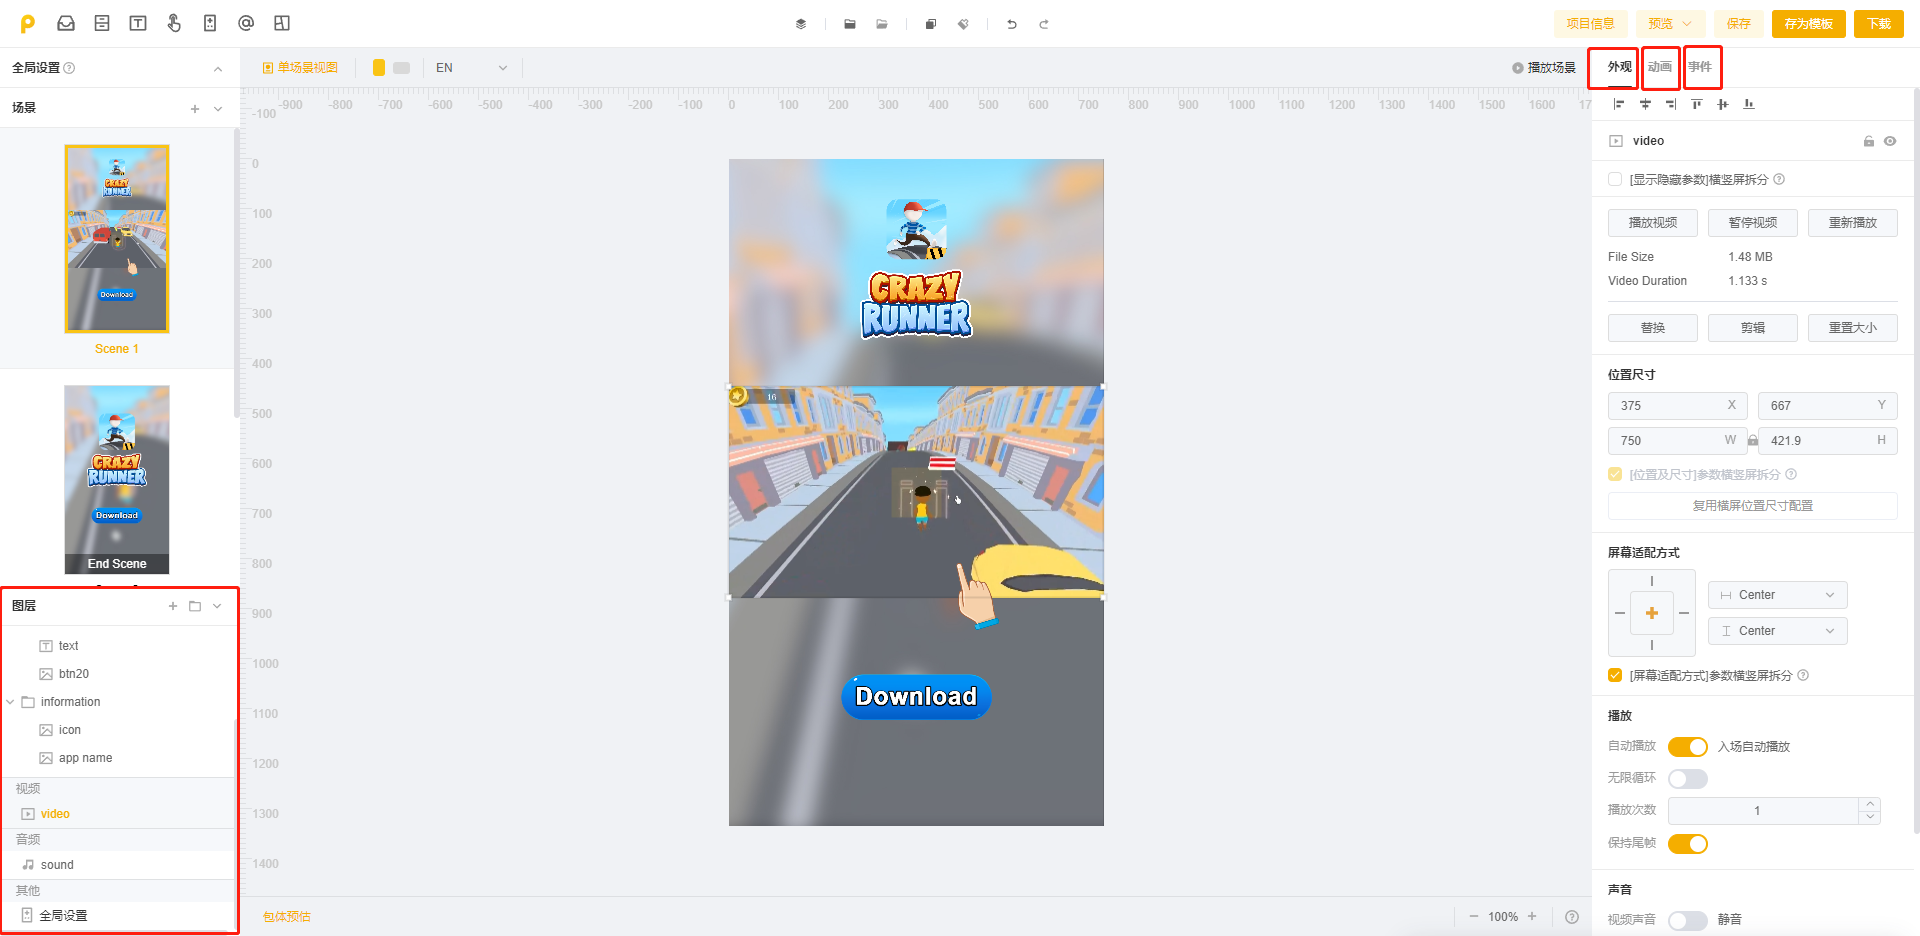 项目信息
预览
保存
存为模板
下载
全局设置
单场景视图
EN
播放场景
外观
动画
事件
-900 -800 -700 -600 -500 -400 -300 -200 -100 0 100 200 300 400 500 600 700 800 900 1000 1100 1200 1300 1400 1500 1600 17
-100
0
100
200
300
400
500
600
700
800
900
1000
1100
1200
1300
1400
场景
CRAZY
RUNNER
Download
Scene 1
CRAZY
RUNNER
Download
End Scene
图层
text
btn20
information
icon
app name
视频
video
音频
sound
其他
全局设置
CRAZY
RUNNER
16
Download
包体预估
100%
video
[显示隐藏参数]横竖屏拆分
播放视频
暂停视频
重新播放
File Size 1.48 MB
Video Duration 1.133 s
替换
剪辑
重置大小
位置尺寸
375 X
667 Y
750 W
421.9 H
[位置及尺寸]参数横竖屏拆分
复用横屏位置尺寸配置
屏幕适配方式
Center
Center
[屏幕适配方式]参数横竖屏拆分
播放
自动播放 入场自动播放
无限循环
播放次数 1
保持尾帧
声音
视频声音 静音